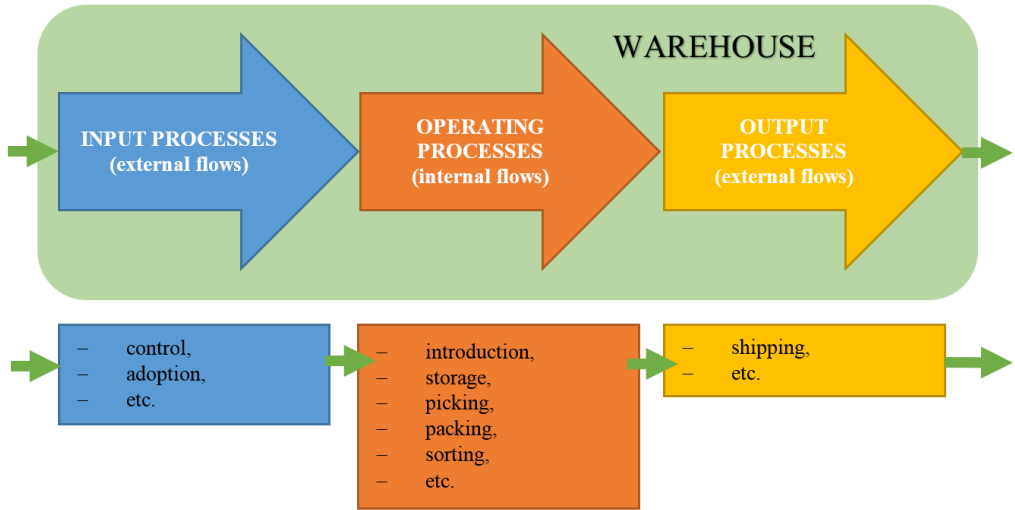 WAREHOUSE
INPUT PROCESSES
(external flows)
OPERATING
PROCESSES
(internal flows)
OUTPUT
PROCESSES
(external flows)
– control,
– adoption,
– etc.
– introduction,
– storage,
– picking,
– packing,
– sorting,
– etc.
– shipping,
– etc.